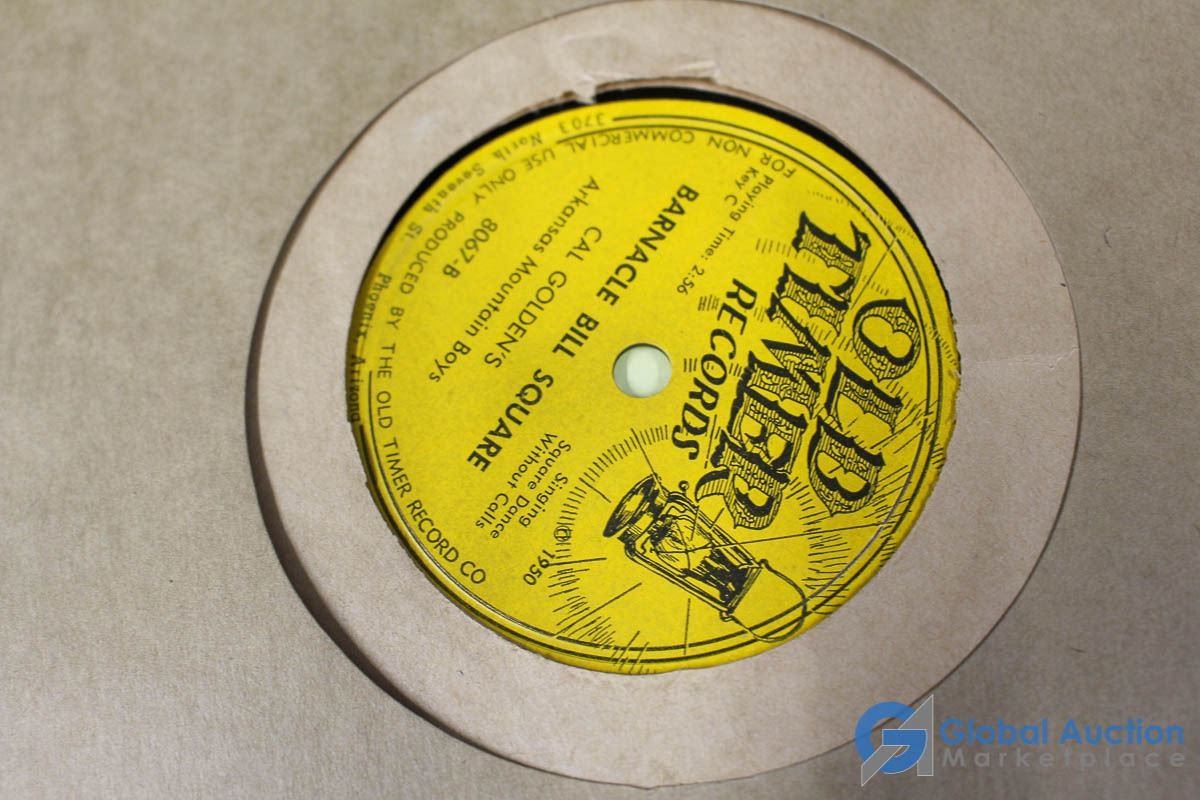 OLD
TIMER
RECORDS
Playing Time: 2:56
Key C
Singing
Square Dance
Without Calls
© 1950
BARNACLE BILL SQUARE
CAL GOLDEN'S
Arkansas Mountain Boys
8067-B
FOR NON COMMERCIAL USE ONLY PRODUCED BY THE OLD TIMER RECORD CO
3703 North Seventh St. Phoenix Arizona
Global Auction
Marketplace